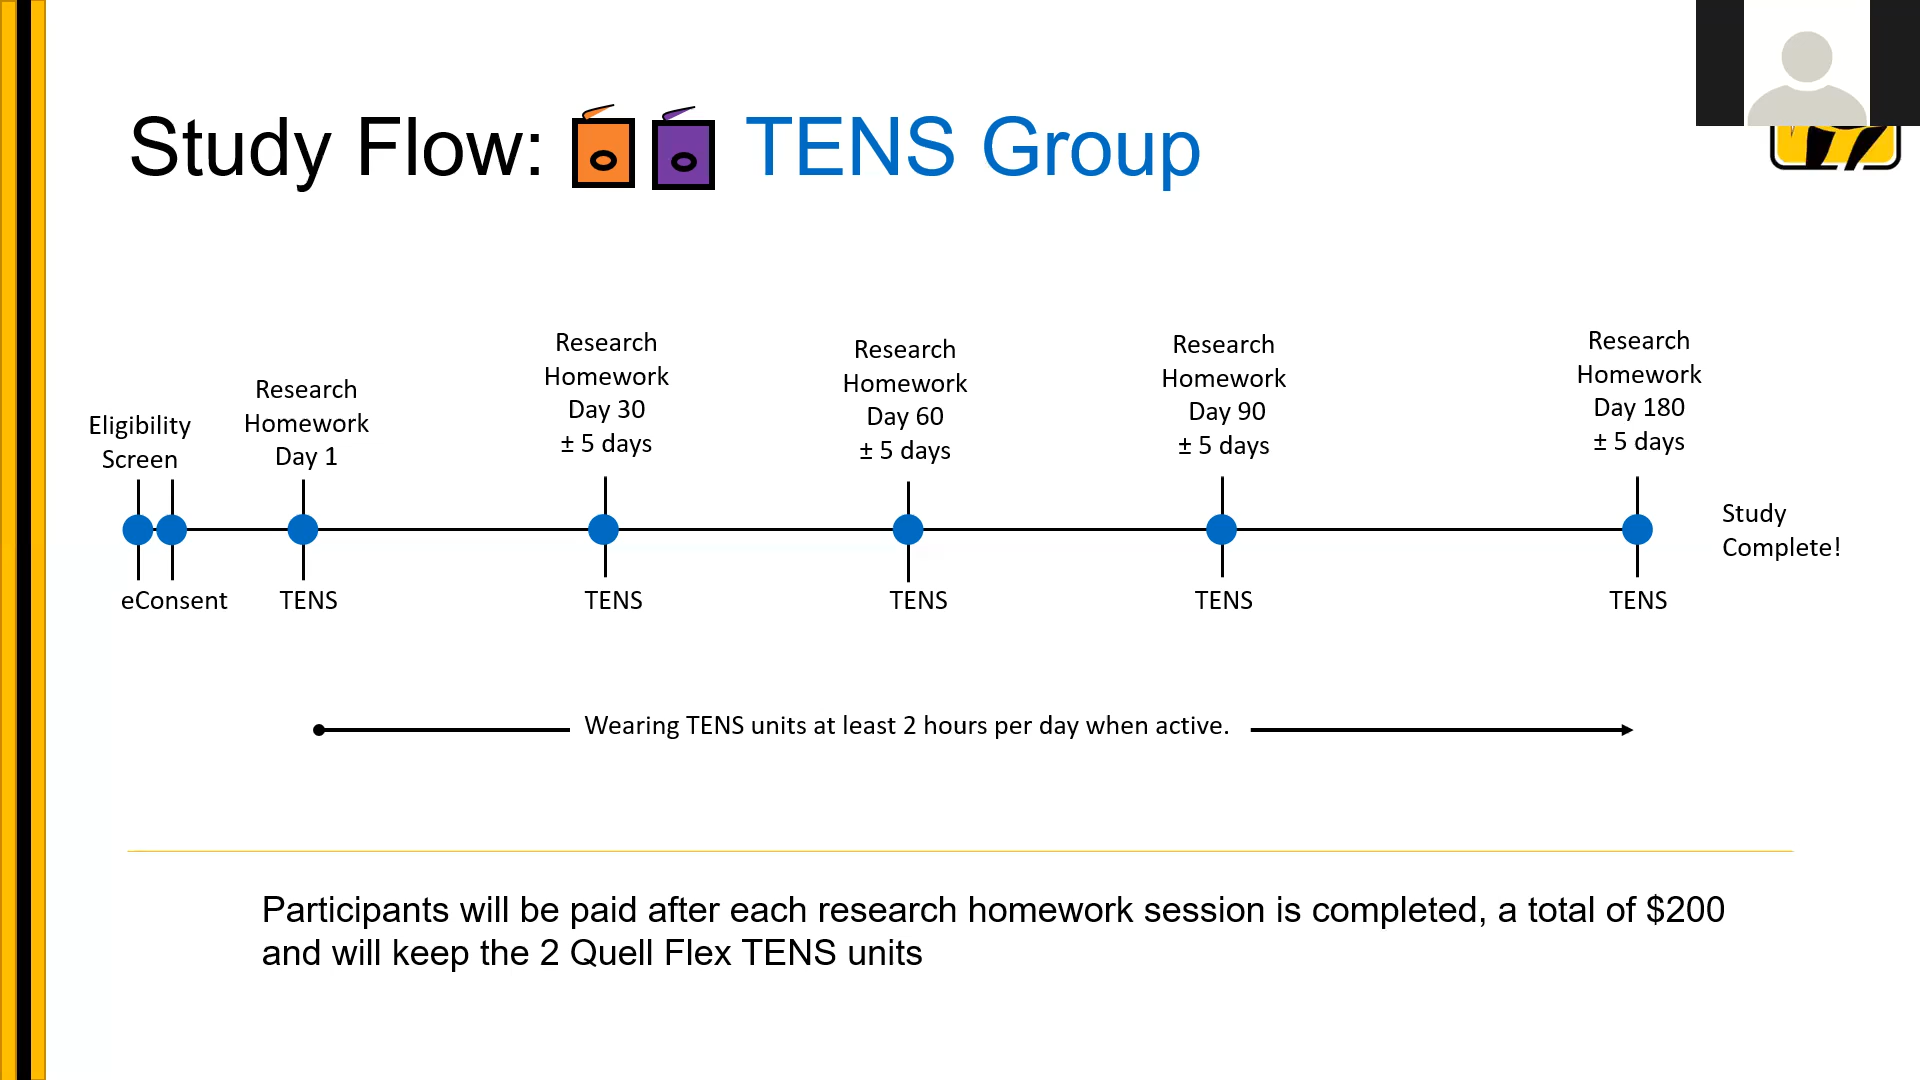 Study Flow: TENS Group
Eligibility
Screen
Research
Homework
Day 1
Research
Homework
Day 30
± 5 days
Research
Homework
Day 60
± 5 days
Research
Homework
Day 90
± 5 days
Research
Homework
Day 180
± 5 days
Study
Complete!
eConsent
TENS
TENS
TENS
TENS
TENS
Wearing TENS units at least 2 hours per day when active.
Participants will be paid after each research homework session is completed, a total of $200
and will keep the 2 Quell Flex TENS units